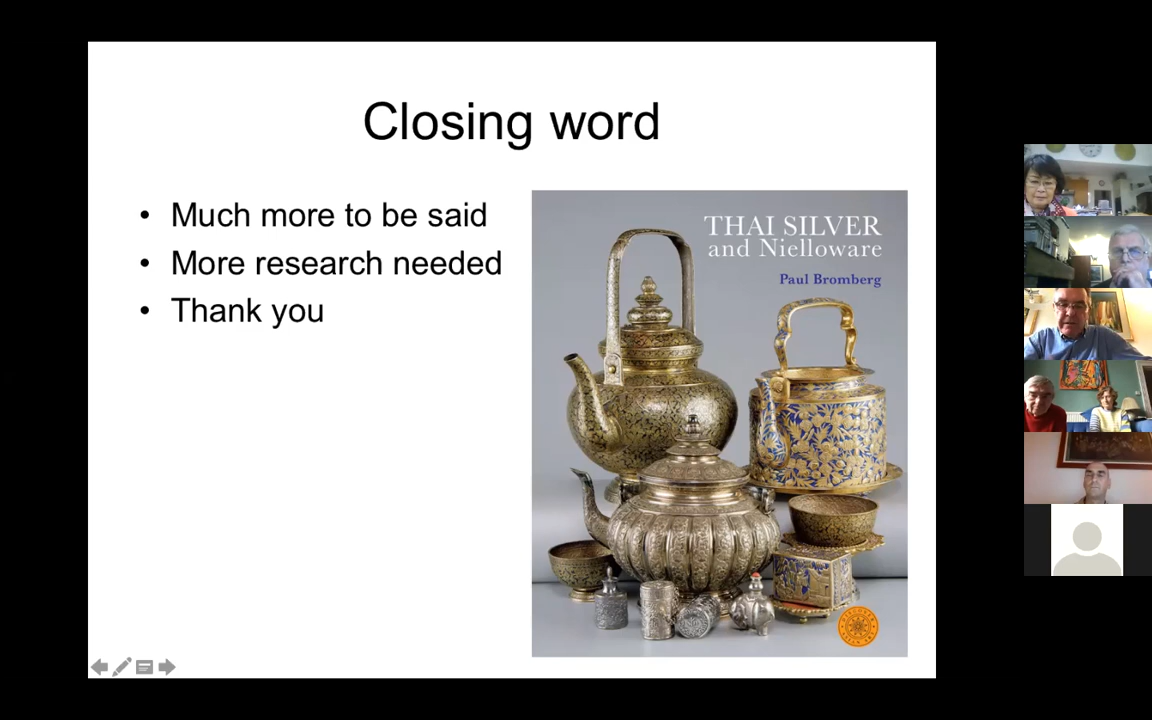 Closing word
• Much more to be said
• More research needed
• Thank you
THAI SILVER
and Nielloware
Paul Bromberg